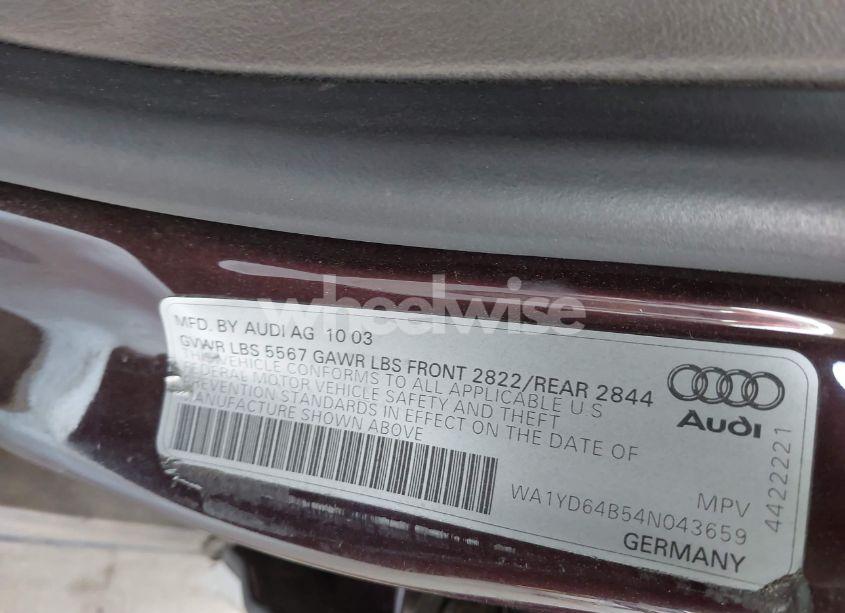 wheelwise
MFD. BY AUDI AG 10 03
GVWR LBS 5567 GAWR LBS FRONT 2822/REAR 2844
THIS VEHICLE CONFORMS TO ALL APPLICABLE U S
FEDERAL MOTOR VEHICLE SAFETY AND THEFT
PREVENTION STANDARDS IN EFFECT ON THE DATE OF
MANUFACTURE SHOWN ABOVE
Audi
WA1YD64B54N043659
MPV
GERMANY
4422221